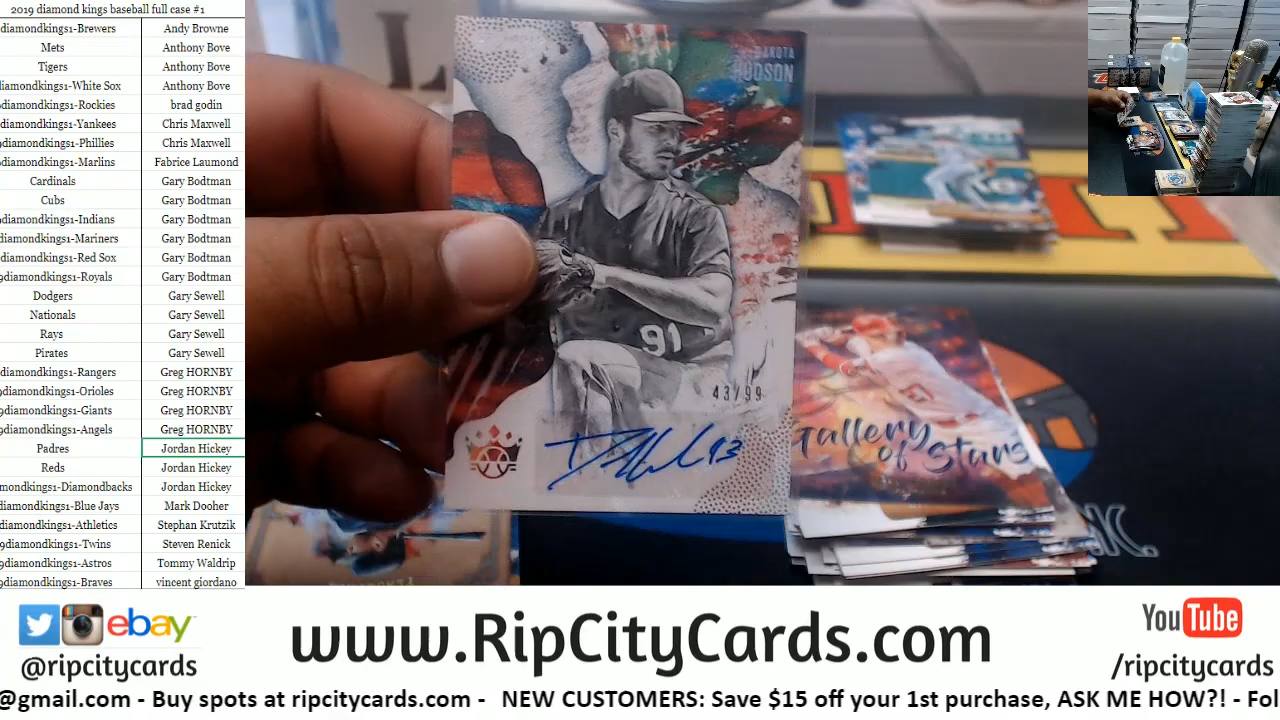 2019 diamond kings baseball full case #1
diamondkings1-Brewers Andy Browne
Mets Anthony Bove
Tigers Anthony Bove
diamondkings1-White Sox Anthony Bove
diamondkings1-Rockies brad godin
diamondkings1-Yankees Chris Maxwell
9diamondkings1-Phillies Chris Maxwell
diamondkings1-Marlins Fabrice Laumond
Cardinals Gary Bodtman
Cubs Gary Bodtman
diamondkings1-Indians Gary Bodtman
diamondkings1-Mariners Gary Bodtman
diamondkings1-Red Sox Gary Bodtman
9diamondkings1-Royals Gary Bodtman
Dodgers Gary Sewell
Nationals Gary Sewell
Rays Gary Sewell
Pirates Gary Sewell
diamondkings1-Rangers Greg HORNBY
9diamondkings1-Orioles Greg HORNBY
9diamondkings1-Giants Greg HORNBY
9diamondkings1-Angels Greg HORNBY
Padres Jordan Hickey
Reds Jordan Hickey
mondkings1-Diamondbacks Jordan Hickey
diamondkings1-Blue Jays Mark Dooher
diamondkings1-Athletics Stephan Krutzik
9diamondkings1-Twins Steven Renick
9diamondkings1-Astros Tommy Waldrip
9diamondkings1-Braves vincent giordano
DAKOTA
HUDSON
91
43/99
Gallery
of Stars
ebay
@ripcitycards
www.RipCityCards.com
YouTube
/ripcitycards
@gmail.com - Buy spots at ripcitycards.com - NEW CUSTOMERS: Save $15 off your 1st purchase, ASK ME HOW?! - Fol